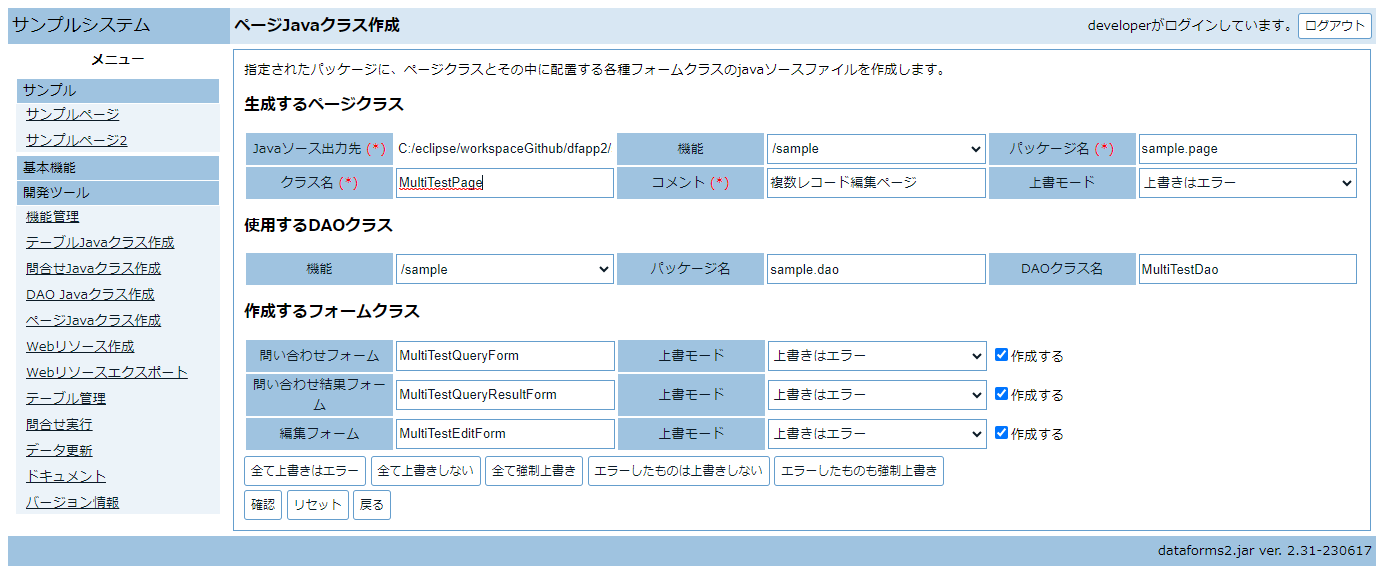 サンプルシステム
ページJavaクラス作成
developerがログインしています。 ログアウト
メニュー
サンプル
サンプルページ
サンプルページ2
基本機能
開発ツール
機能管理
テーブルJavaクラス作成
問合せJavaクラス作成
DAO Javaクラス作成
ページJavaクラス作成
Webリソース作成
Webリソースエクスポート
テーブル管理
問合せ実行
データ更新
ドキュメント
バージョン情報
指定されたパッケージに、ページクラスとその中に配置する各種フォームクラスのjavaソースファイルを作成します。
生成するページクラス
Javaソース出力先 (*) C:/eclipse/workspaceGithub/dfapp2/ 機能 /sample パッケージ名 (*) sample.page
クラス名 (*) MultiTestPage コメント (*) 複数レコード編集ページ 上書モード 上書きはエラー
使用するDAOクラス
機能 /sample パッケージ名 sample.dao DAOクラス名 MultiTestDao
作成するフォームクラス
問い合わせフォーム MultiTestQueryForm 上書モード 上書きはエラー 作成する
問い合わせ結果フォー
ム MultiTestQueryResultForm 上書モード 上書きはエラー 作成する
編集フォーム MultiTestEditForm 上書モード 上書きはエラー 作成する
全て上書きはエラー 全て上書きしない 全て強制上書き エラーしたものは上書きしない エラーしたものも強制上書き
確認 リセット 戻る
dataforms2.jar ver. 2.31-230617